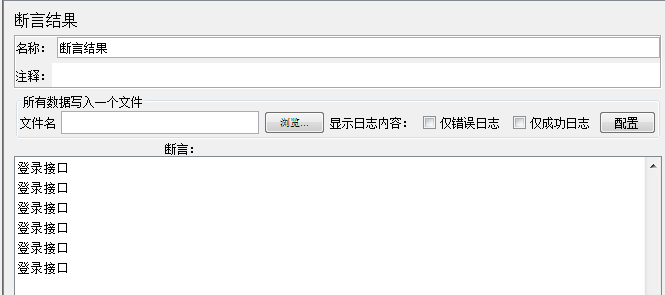 断言结果
名称： 断言结果
注释：
所有数据写入一个文件
文件名 浏览... 显示日志内容： 仅错误日志 仅成功日志 配置
断言：
登录接口
登录接口
登录接口
登录接口
登录接口
登录接口